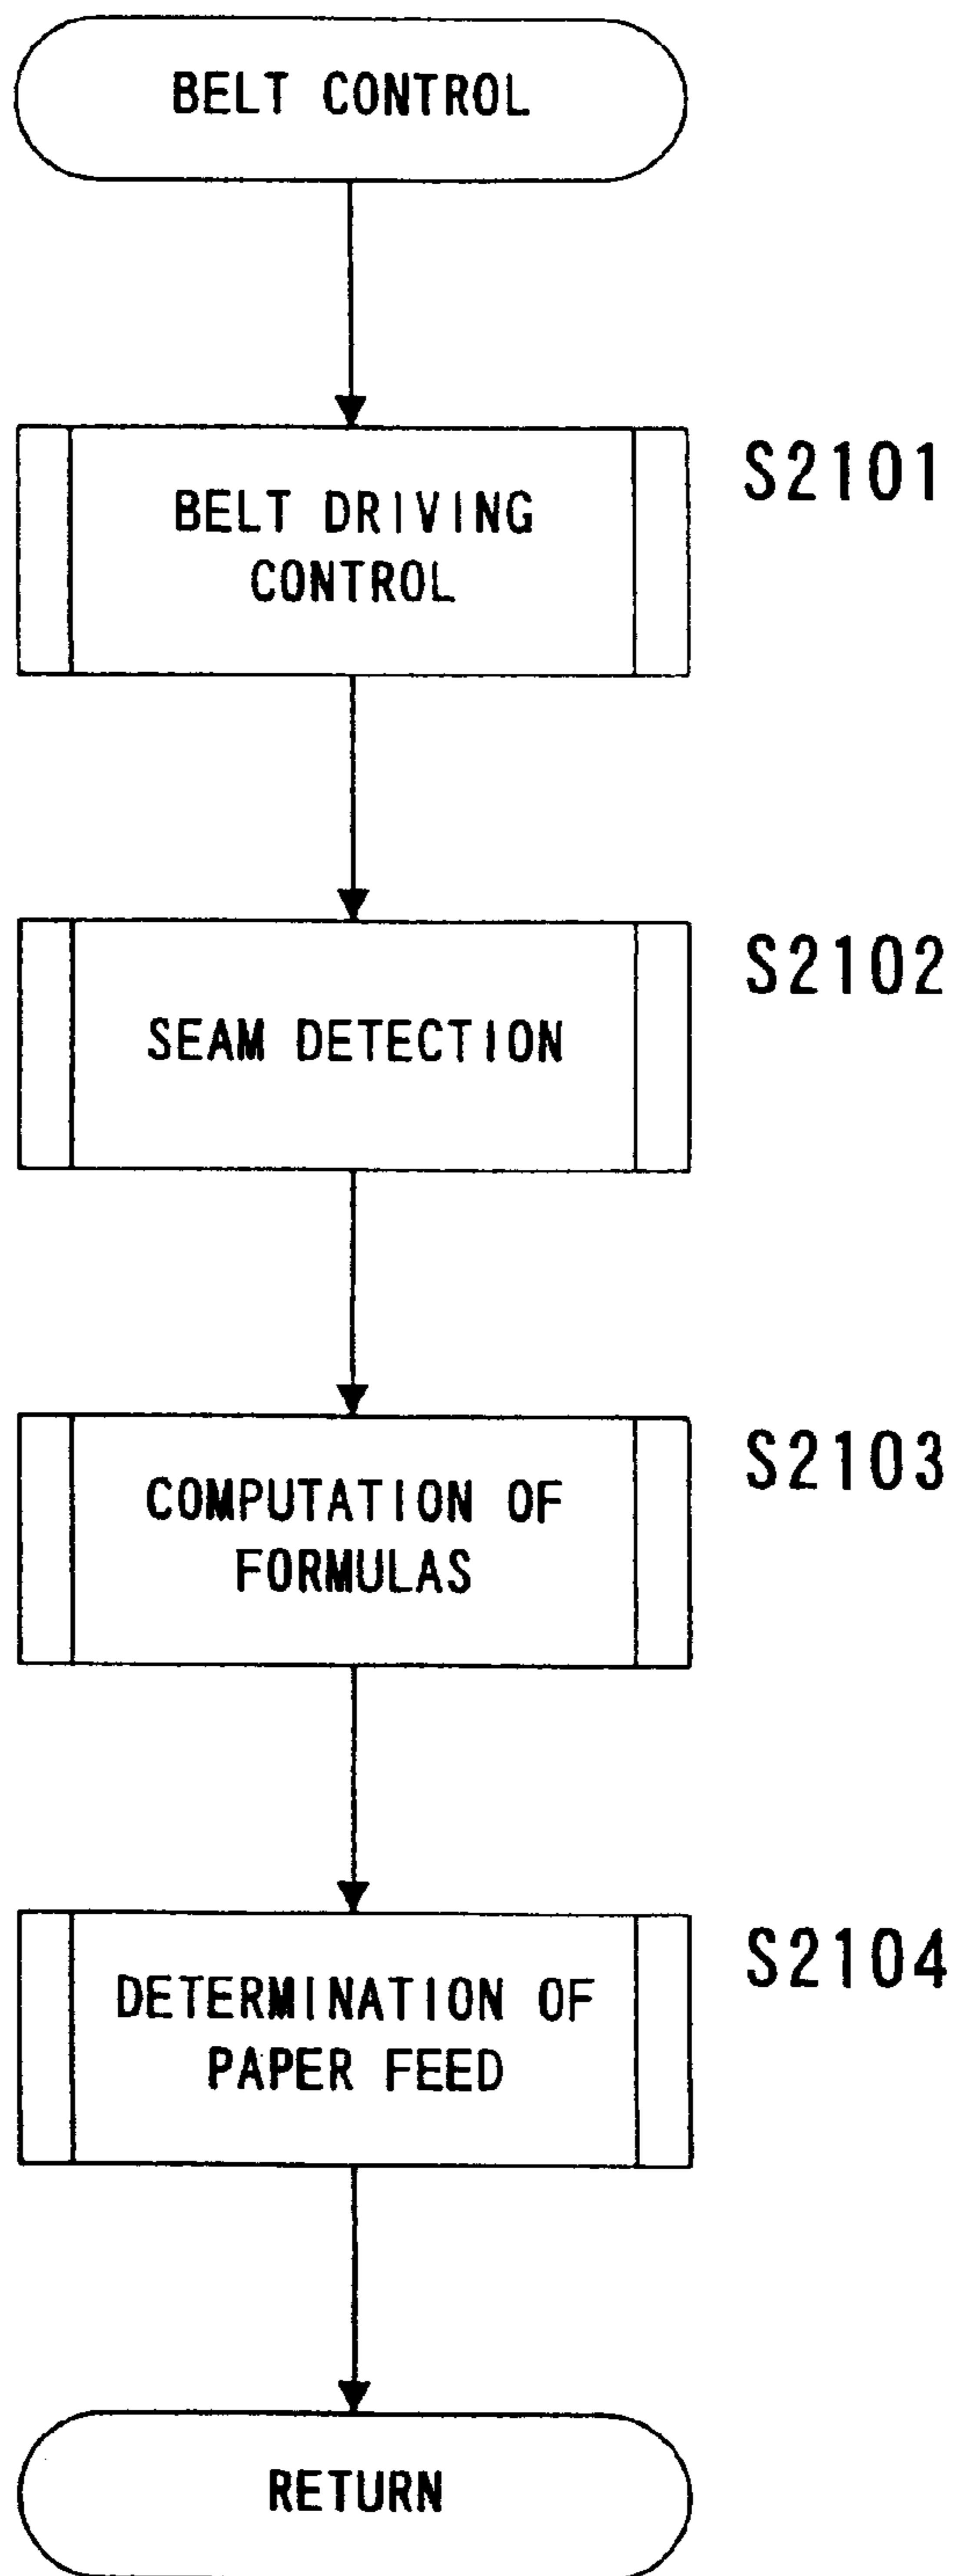 BELT CONTROL
BELT DRIVING
CONTROL
S2101
SEAM DETECTION
S2102
COMPUTATION OF
FORMULAS
S2103
DETERMINATION OF
PAPER FEED
S2104
RETURN